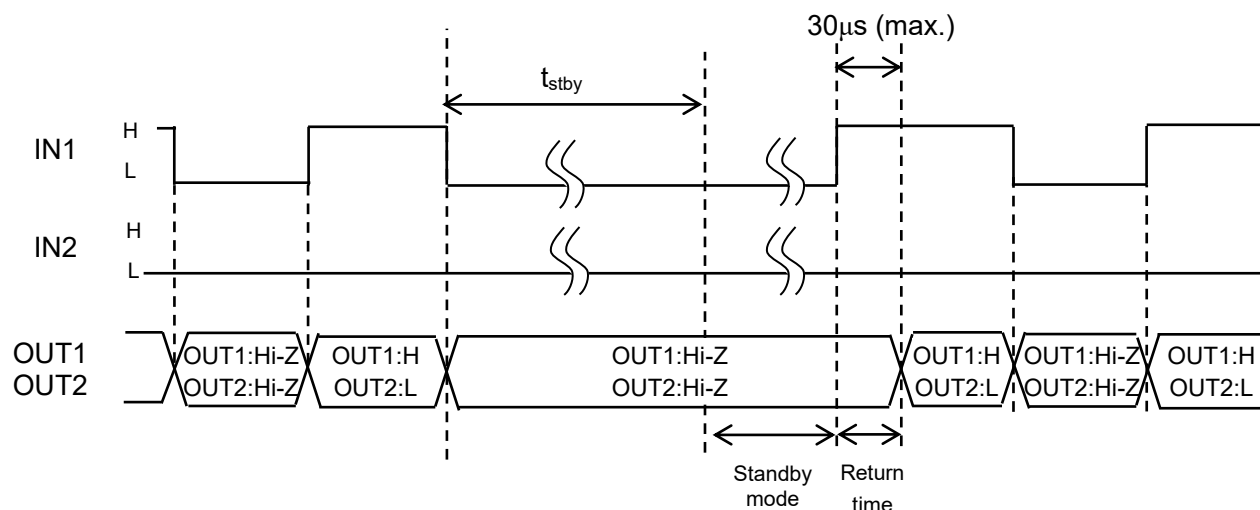 30μs (max.)
tstby
IN1
H
L
IN2
H
L
OUT1
OUT2
OUT1:Hi-Z
OUT2:Hi-Z
OUT1:H
OUT2:L
OUT1:Hi-Z
OUT2:Hi-Z
OUT1:H
OUT2:L
OUT1:Hi-Z
OUT2:Hi-Z
OUT1:H
OUT2:L
Standby
mode
Return
time